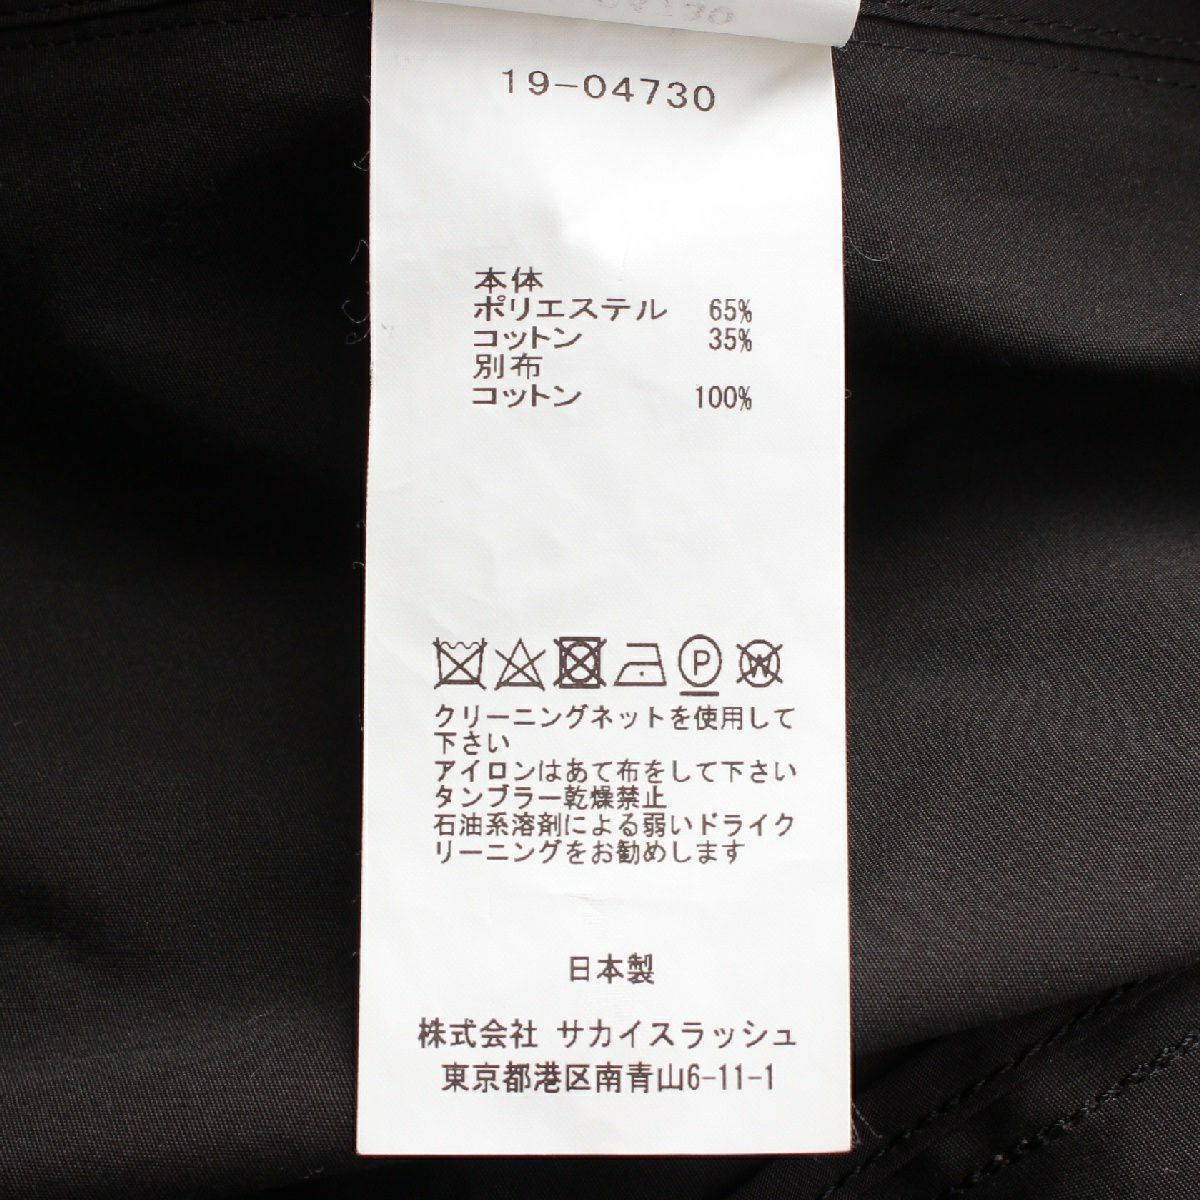 19-04730
本体
ポリエステル 65%
コットン 35%
別布
コットン 100%
P
W
クリーニングネットを使用して
下さい
アイロンはあて布をして下さい
タンブラー乾燥禁止
石油系溶剤による弱いドライク
リーニングをお勧めします
日本製
株式会社 サカイスラッシュ
東京都港区南青山6-11-1